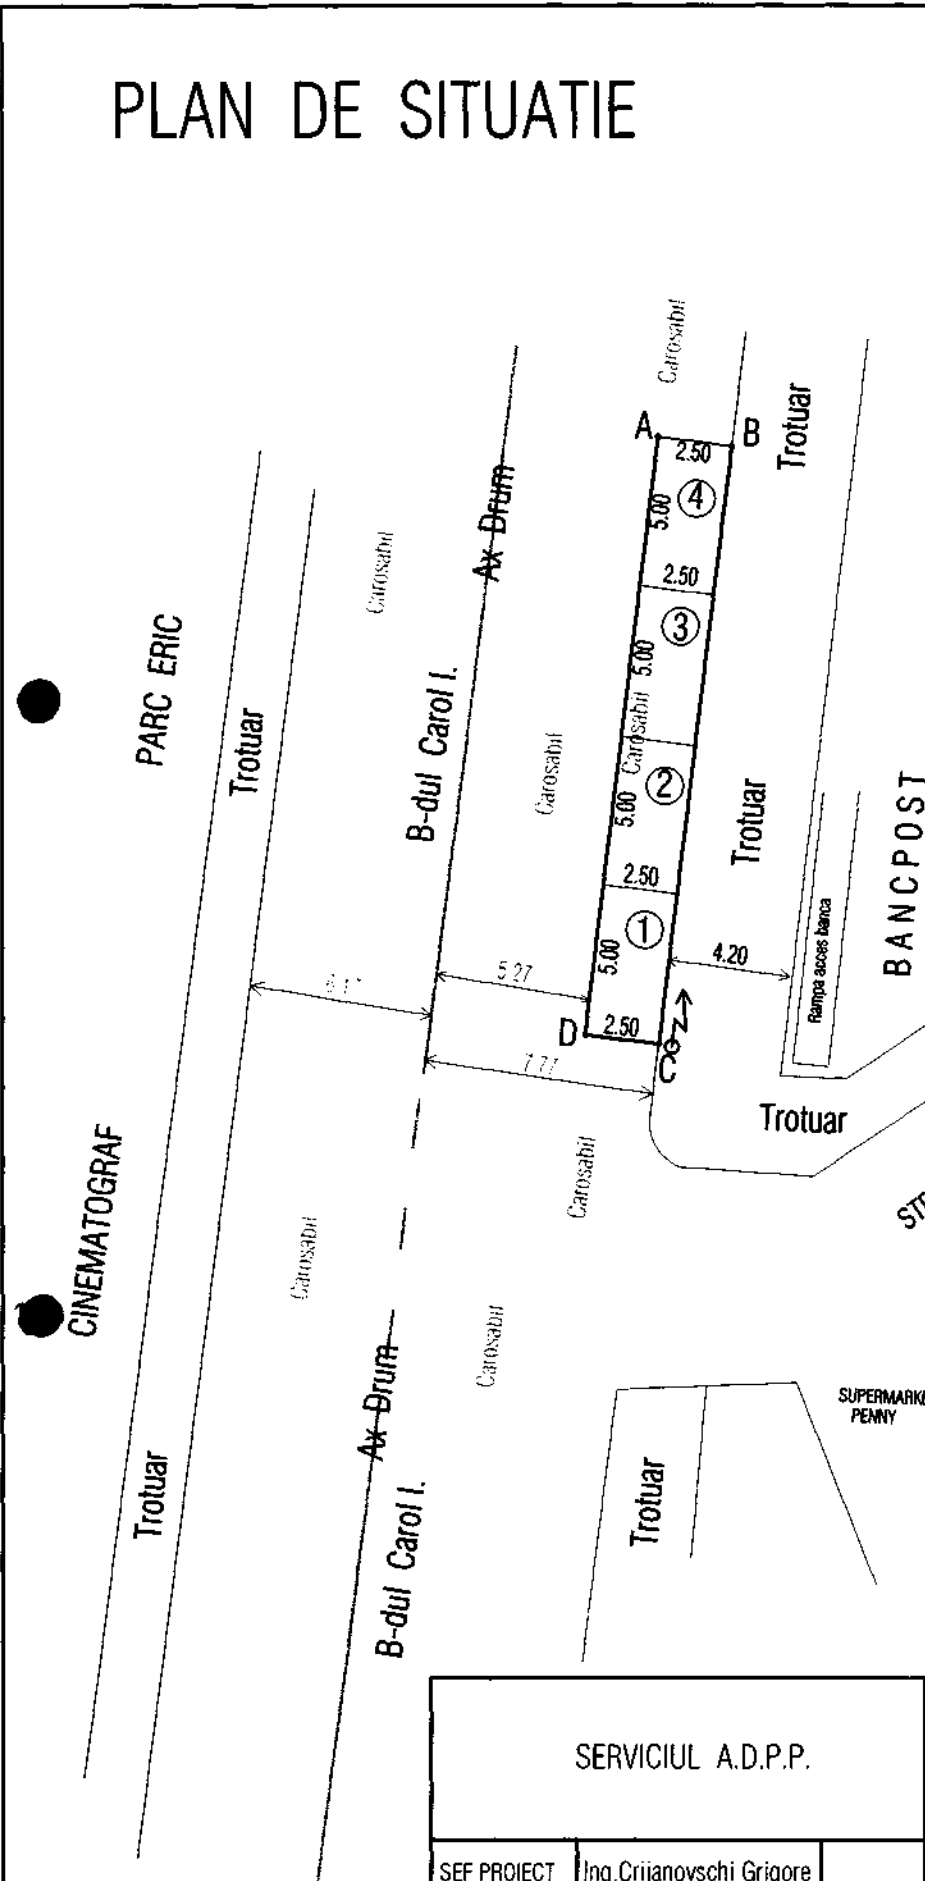 PLAN DE SITUATIE
Carosabil
A
B
Trotuar
2.50
4
5.00
Ax Drum
Carosabil
2.50
3
5.00
PARC ERIC
Trotuar
B-dul Carol I.
Carosabil
Carosabil
2
5.00
Trotuar
BANCPOST
2.50
1
5.00
Rampa acces banca
4.20
5.27
D
2.50
C
N
7.77
Trotuar
CINEMATOGRAF
Carosabil
Carosabil
Carosabil
Ax Drum
SUPERMARKE
PENNY
Trotuar
Trotuar
B-dul Carol I.
SERVICIUL A.D.P.P.
SEF PROIECT
Ing.Crijanovschi Grigore